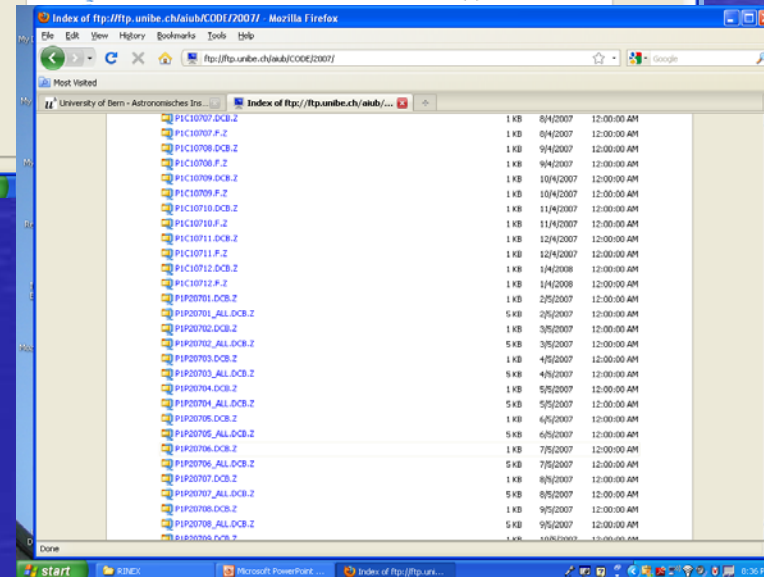 Index of ftp://ftp.unibe.ch/aiub/CODE/2007/ - Mozilla Firefox
File Edit View History Bookmarks Tools Help
ftp://ftp.unibe.ch/aiub/CODE/2007/ Google
Most Visited
University of Bern - Astronomisches Ins... Index of ftp://ftp.unibe.ch/aiub/...
P1C10707.DCB.Z 1 KB 8/4/2007 12:00:00 AM
P1C10707.F.Z 1 KB 8/4/2007 12:00:00 AM
P1C10708.DCB.Z 1 KB 9/4/2007 12:00:00 AM
P1C10708.F.Z 1 KB 9/4/2007 12:00:00 AM
P1C10709.DCB.Z 1 KB 10/4/2007 12:00:00 AM
P1C10709.F.Z 1 KB 10/4/2007 12:00:00 AM
P1C10710.DCB.Z 1 KB 11/4/2007 12:00:00 AM
P1C10710.F.Z 1 KB 11/4/2007 12:00:00 AM
P1C10711.DCB.Z 1 KB 12/4/2007 12:00:00 AM
P1C10711.F.Z 1 KB 12/4/2007 12:00:00 AM
P1C10712.DCB.Z 1 KB 1/4/2008 12:00:00 AM
P1C10712.F.Z 1 KB 1/4/2008 12:00:00 AM
P1P20701.DCB.Z 1 KB 2/5/2007 12:00:00 AM
P1P20701_ALL.DCB.Z 5 KB 2/5/2007 12:00:00 AM
P1P20702.DCB.Z 1 KB 3/5/2007 12:00:00 AM
P1P20702_ALL.DCB.Z 5 KB 3/5/2007 12:00:00 AM
P1P20703.DCB.Z 1 KB 4/5/2007 12:00:00 AM
P1P20703_ALL.DCB.Z 5 KB 4/5/2007 12:00:00 AM
P1P20704.DCB.Z 1 KB 5/5/2007 12:00:00 AM
P1P20704_ALL.DCB.Z 5 KB 5/5/2007 12:00:00 AM
P1P20705.DCB.Z 1 KB 6/5/2007 12:00:00 AM
P1P20705_ALL.DCB.Z 5 KB 6/5/2007 12:00:00 AM
P1P20706.DCB.Z 1 KB 7/5/2007 12:00:00 AM
P1P20706_ALL.DCB.Z 5 KB 7/5/2007 12:00:00 AM
P1P20707.DCB.Z 1 KB 8/5/2007 12:00:00 AM
P1P20707_ALL.DCB.Z 5 KB 8/5/2007 12:00:00 AM
P1P20708.DCB.Z 1 KB 9/5/2007 12:00:00 AM
P1P20708_ALL.DCB.Z 5 KB 9/5/2007 12:00:00 AM
P1P20709.DCB.Z 1 KB 10/5/2007 12:00:00 AM
Done
start RINEX Microsoft PowerPoint ... Index of ftp://ftp.uni...